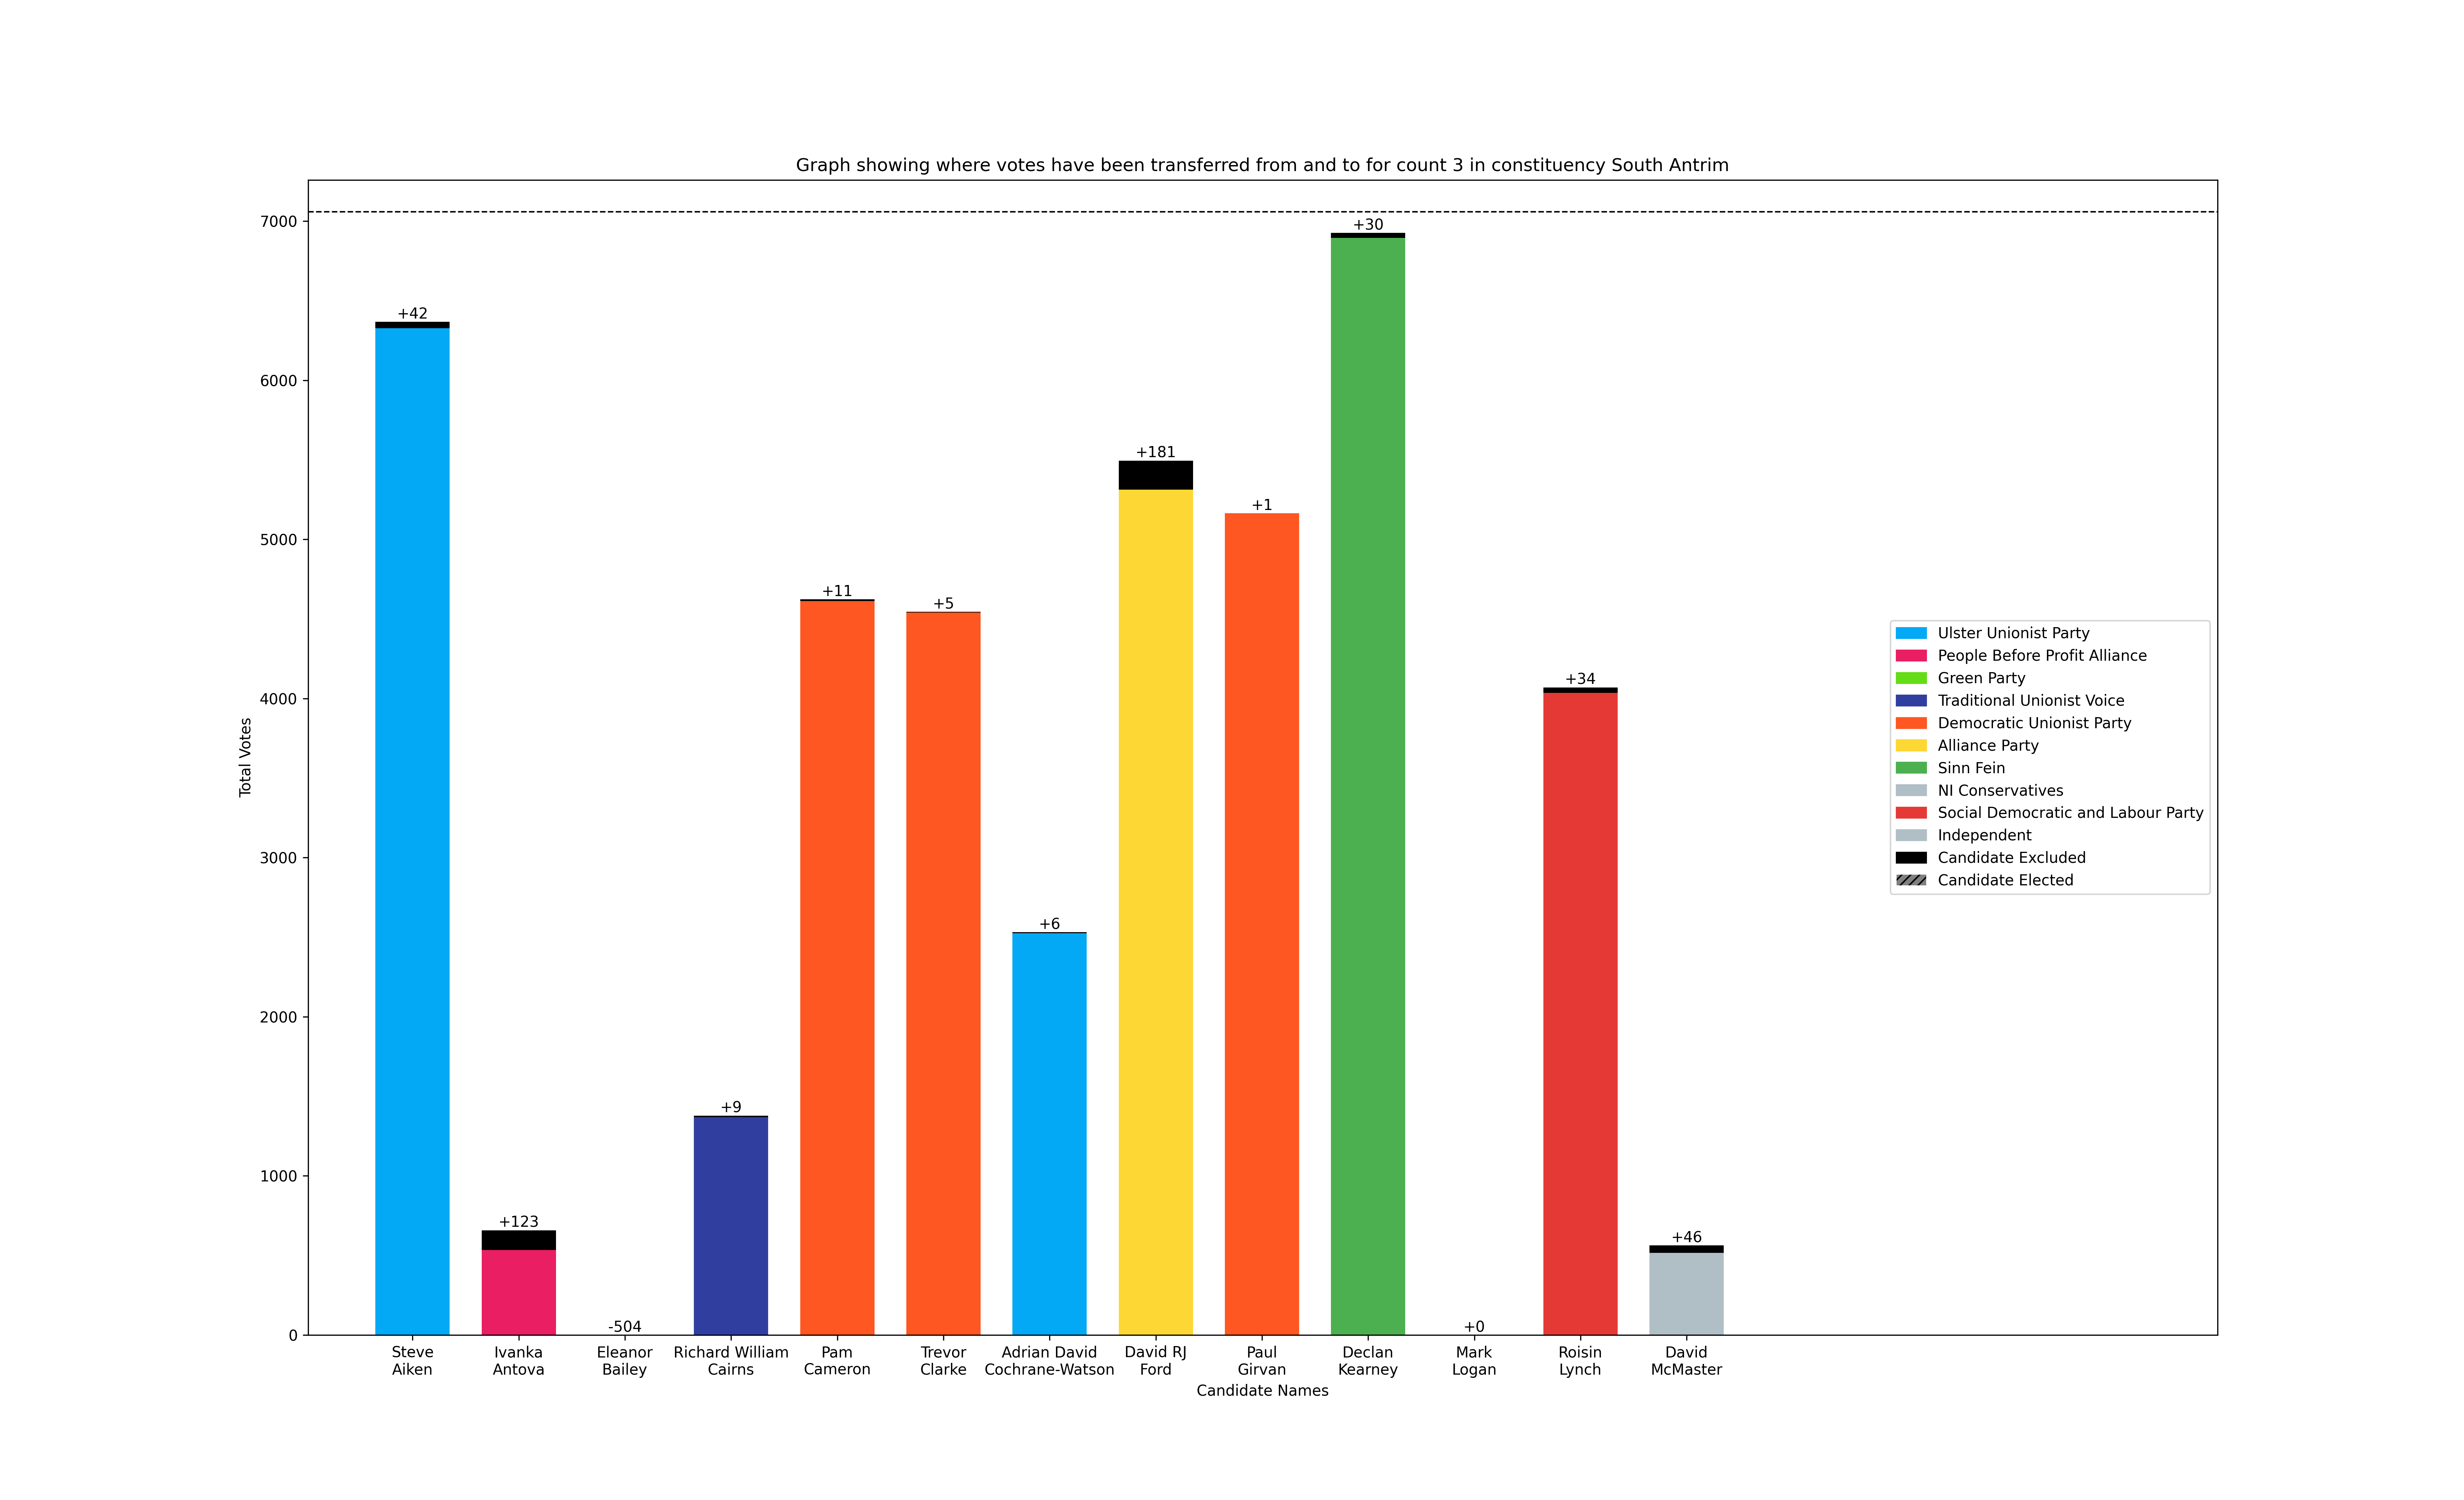 Graph showing where votes have been transferred from and to for count 3 in constituency South Antrim
Total Votes
7000
6000
5000
4000
3000
2000
1000
0
+42
+123
-504
+9
+11
+5
+6
+181
+1
+30
+0
+34
+46
Steve
Aiken
Ivanka
Antova
Eleanor
Bailey
Richard William
Cairns
Pam
Cameron
Trevor
Clarke
Adrian David
Cochrane-Watson
David RJ
Ford
Paul
Girvan
Declan
Kearney
Mark
Logan
Roisin
Lynch
David
McMaster
Candidate Names
Ulster Unionist Party
People Before Profit Alliance
Green Party
Traditional Unionist Voice
Democratic Unionist Party
Alliance Party
Sinn Fein
NI Conservatives
Social Democratic and Labour Party
Independent
Candidate Excluded
Candidate Elected